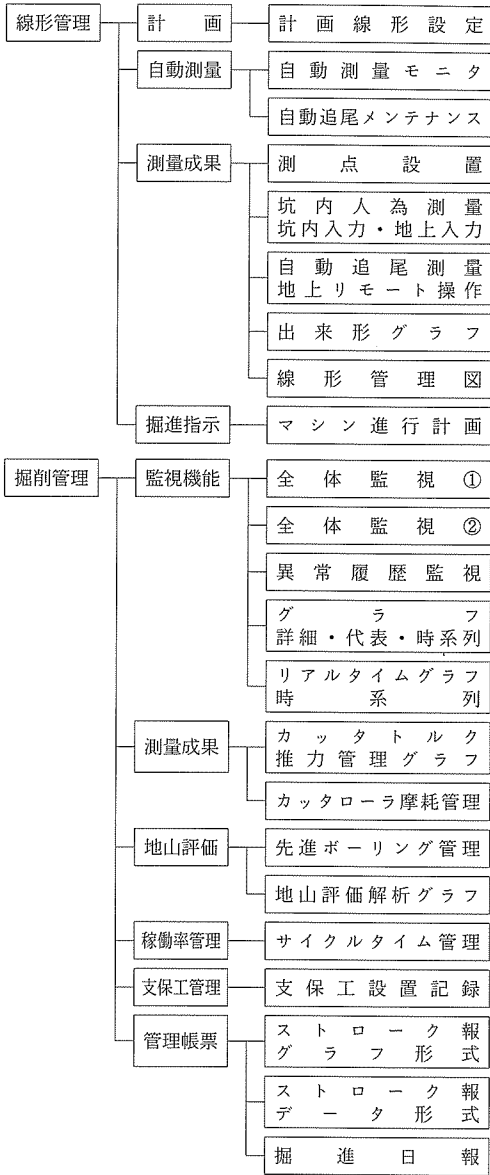 線形管理
計画
計画線形設定
自動測量
自動測量モニタ
自動追尾メンテナンス
測量成果
測点設置
坑内人為測量
坑内入力・地上入力
自動追尾測量
地上リモート操作
出来形グラフ
線形管理図
掘進指示
マシン進行計画
掘削管理
監視機能
全体監視①
全体監視②
異常履歴監視
グラフ
詳細・代表・時系列
リアルタイムグラフ
時系列
測量成果
カッタトルク
推力管理グラフ
カッタローラ摩耗管理
地山評価
先進ボーリング管理
地山評価解析グラフ
稼働率管理
サイクルタイム管理
支保工管理
支保工設置記録
管理帳票
ストローク報
グラフ形式
ストローク報
データ形式
掘進日報